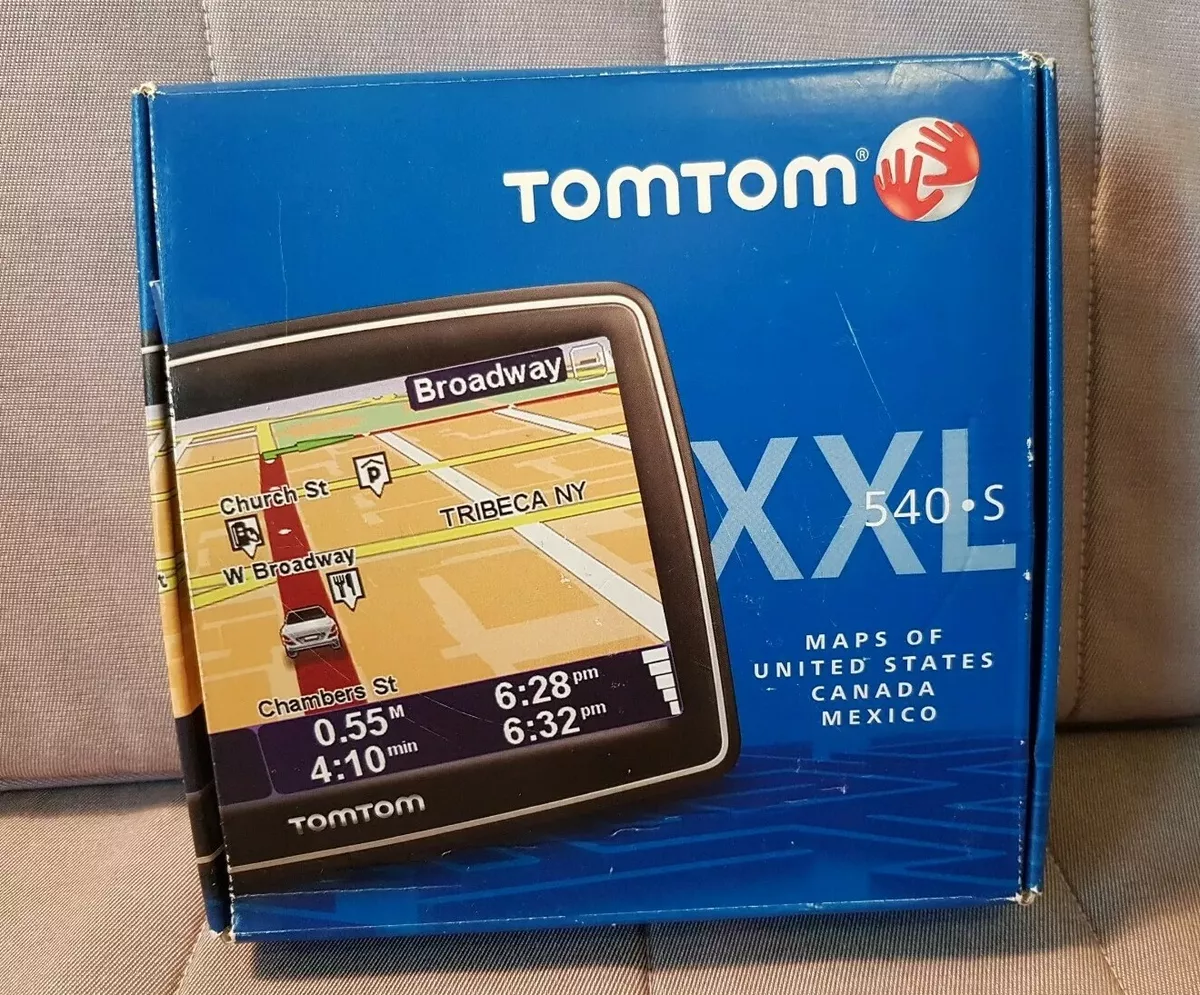 TOMTOM®
Broadway
P
Church St
TRIBECA NY
W Broadway
Chambers St
0.55M
6:28pm
4:10min
6:32pm
TOMTOM
XXL
540·S
MAPS OF
UNITED STATES
CANADA
MEXICO
t